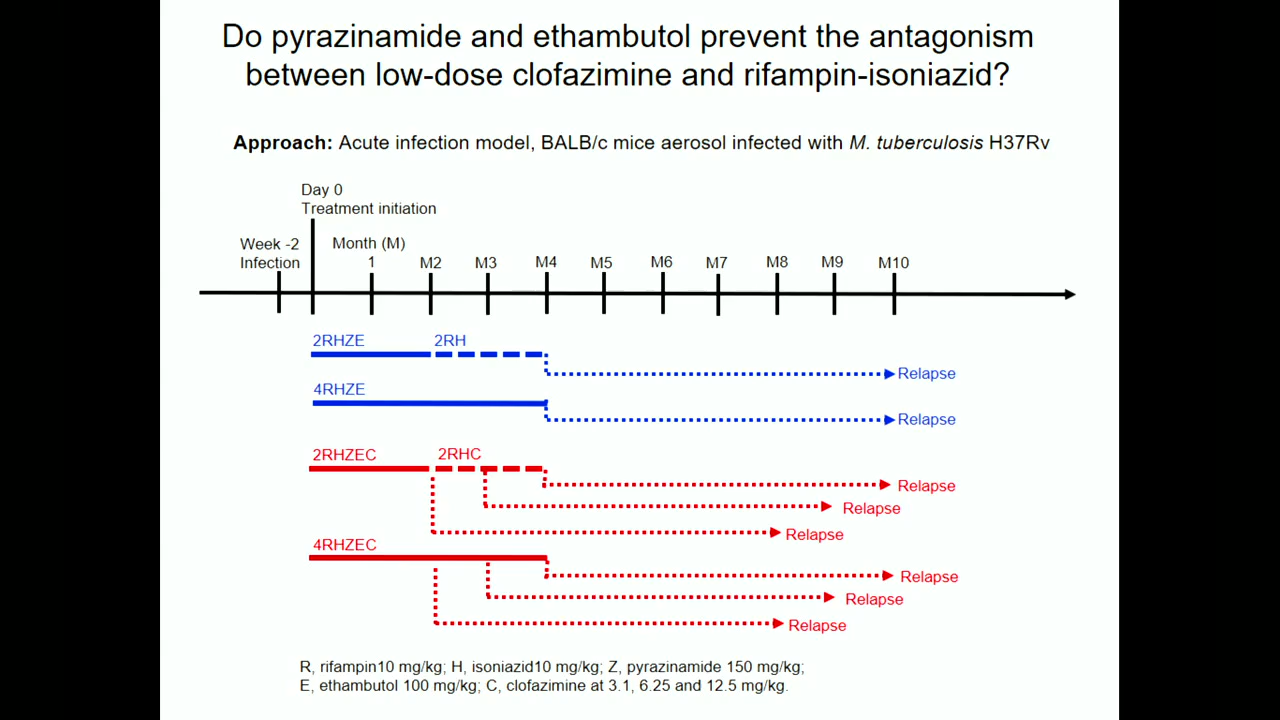 Do pyrazinamide and ethambutol prevent the antagonism
between low-dose clofazimine and rifampin-isoniazid?
Approach: Acute infection model, BALB/c mice aerosol infected with M. tuberculosis H37Rv
Day 0
Treatment initiation
Week -2
Infection
Month (M)
1
M2
M3
M4
M5
M6
M7
M8
M9
M10
2RHZE
2RH
Relapse
4RHZE
Relapse
2RHZEC
2RHC
Relapse
Relapse
Relapse
4RHZEC
Relapse
Relapse
Relapse
R, rifampin10 mg/kg; H, isoniazid10 mg/kg; Z, pyrazinamide 150 mg/kg;
E, ethambutol 100 mg/kg; C, clofazimine at 3.1, 6.25 and 12.5 mg/kg.